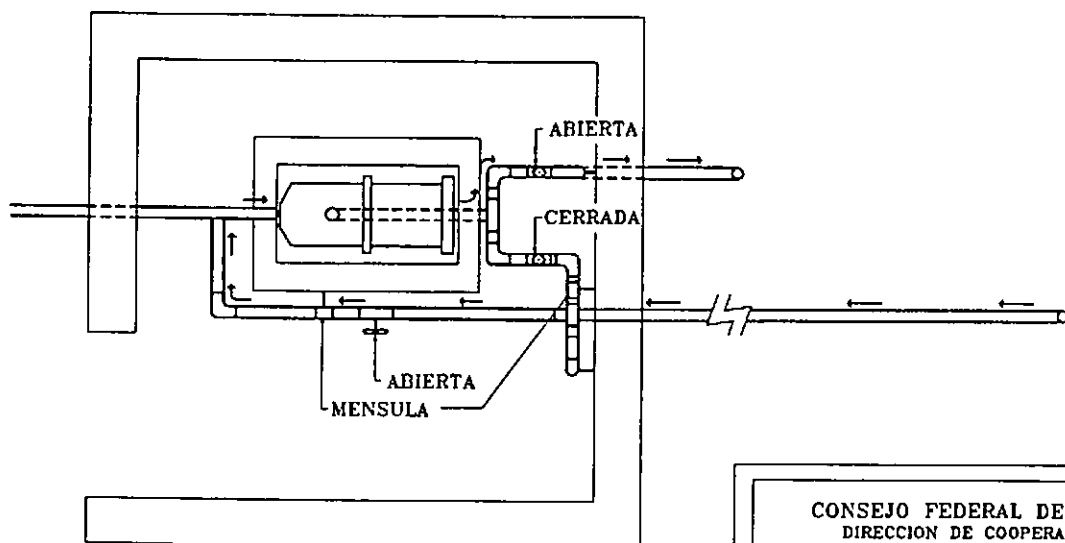 ABIERTA
CERRADA
ABIERTA
MENSULA
CONSEJO FEDERAL DE
DIRECCION DE COOPERA